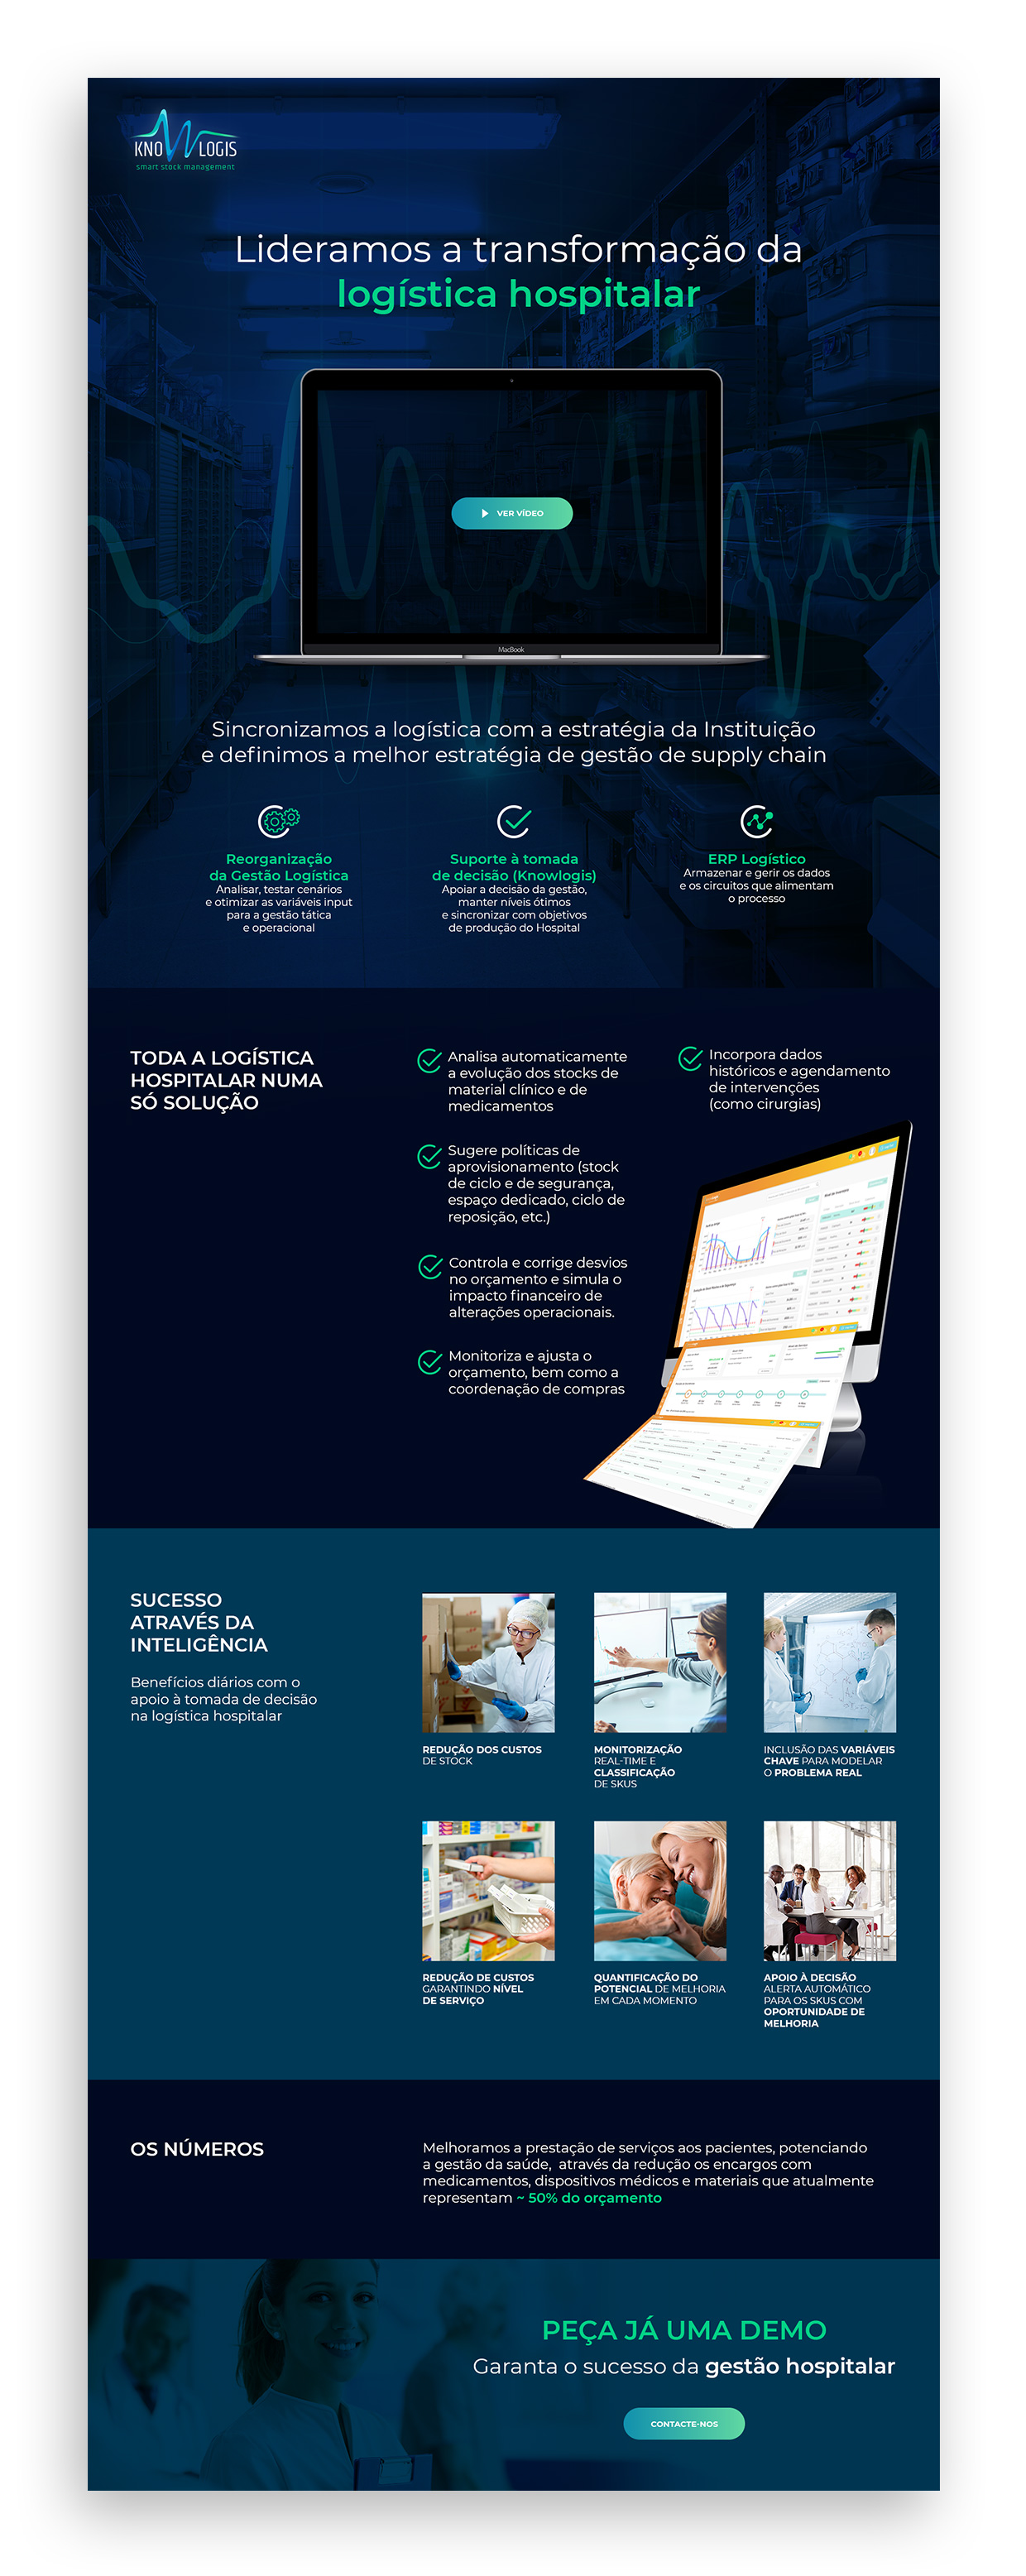 KNOWLOGIS
smart stock management
Lideramos a transformação da
logística hospitalar
VER VÍDEO
MacBook
Sincronizamos a logística com a estratégia da Instituição
e definimos a melhor estratégia de gestão de supply chain
Reorganização
da Gestão Logística
Analisar, testar cenários
e otimizar as variáveis input
para a gestão tática
e operacional
Suporte à tomada
de decisão (Knowlogis)
Apoiar a decisão da gestão,
manter níveis ótimos
e sincronizar com objetivos
de produção do Hospital
ERP Logístico
Armazenar e gerir os dados
e os circuitos que alimentam
o processo
TODA A LOGÍSTICA
HOSPITALAR NUMA
SÓ SOLUÇÃO
Analisa automaticamente
a evolução dos stocks de
material clínico e de
medicamentos
Sugere políticas de
aprovisionamento (stock
de ciclo e de segurança,
espaço dedicado, ciclo de
reposição, etc.)
Controla e corrige desvios
no orçamento e simula o
impacto financeiro de
alterações operacionais.
Monitoriza e ajusta o
orçamento, bem como a
coordenação de compras
Incorpora dados
históricos e agendamento
de intervenções
(como cirurgias)
SUCESSO
ATRAVÉS DA
INTELIGÊNCIA
Benefícios diários com o
apoio à tomada de decisão
na logística hospitalar
REDUÇÃO DOS CUSTOS
DE STOCK
MONITORIZAÇÃO
REAL-TIME E
CLASSIFICAÇÃO
DE SKUS
INCLUSÃO DAS VARIÁVEIS
CHAVE PARA MODELAR
O PROBLEMA REAL
REDUÇÃO DE CUSTOS
GARANTINDO NÍVEL
DE SERVIÇO
QUANTIFICAÇÃO DO
POTENCIAL DE MELHORIA
EM CADA MOMENTO
APOIO À DECISÃO
ALERTA AUTOMÁTICO
PARA OS SKUS COM
OPORTUNIDADE DE
MELHORIA
OS NÚMEROS
Melhoramos a prestação de serviços aos pacientes, potenciando
a gestão da saúde, através da redução os encargos com
medicamentos, dispositivos médicos e materiais que atualmente
representam ~ 50% do orçamento
PEÇA JÁ UMA DEMO
Garanta o sucesso da gestão hospitalar
CONTACTE-NOS